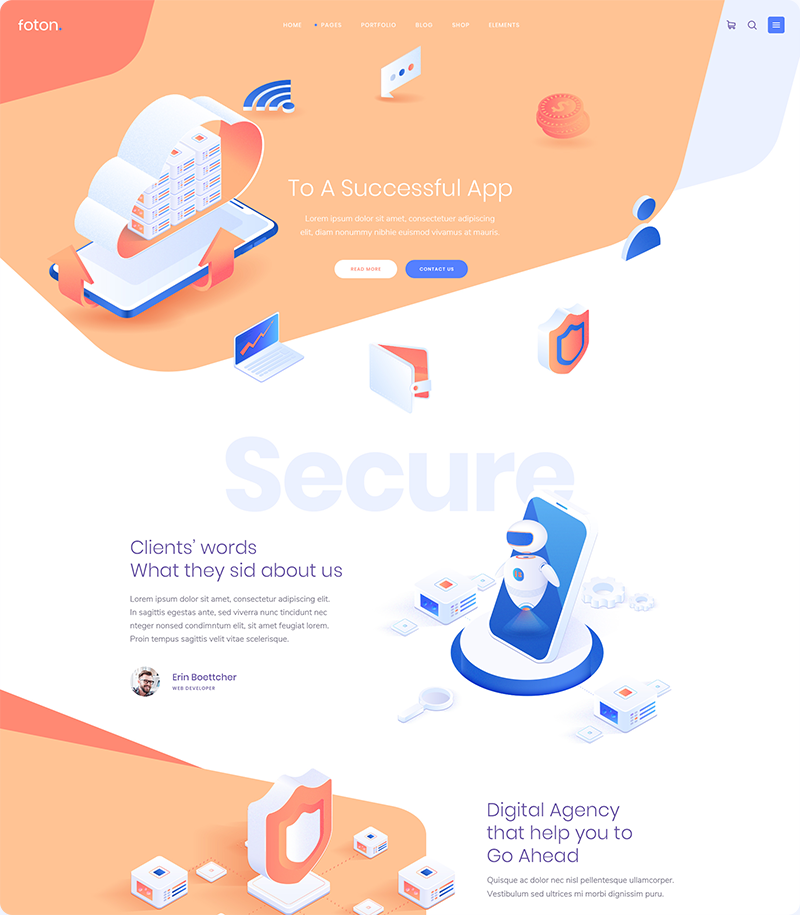 foton.
HOME PAGES PORTFOLIO BLOG SHOP ELEMENTS
To A Successful App
Lorem ipsum dolor sit amet, consectetuer adipiscing
elit, diam nonummy nibhie euismod vivamus at mauris.
READ MORE
CONTACT US
Secure
Clients' words
What they sid about us
Lorem ipsum dolor sit amet, consectetur adipiscing elit.
In sagittis egestas ante, sed viverra nunc tincidunt nec
nteger nonsed condimntum elit, sit amet feugiat lorem.
Proin tempus sagittis velit vitae scelerisque.
Erin Boettcher
WEB DEVELOPER
Digital Agency
that help you to
Go Ahead
Quisque ac dolor nec nisl pellentesque ullamcorper.
Vestibulum sed ultrices mi morbi dignissim puru.